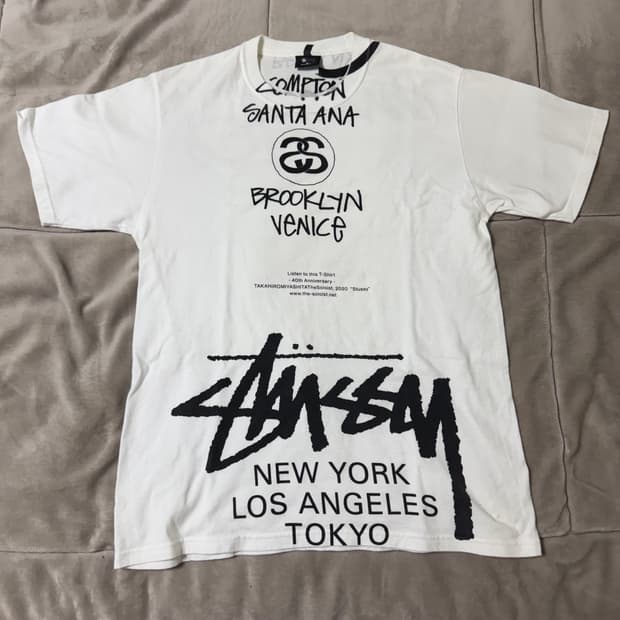 COMPTON
SANTA ANA
SS
BROOKLYN
VENICE
Listen to this T-Shirt
- 40th Anniversary -
TAKAHIROMIYASHITATheSoloist. 2020 "Stussy"
www.the-soloist.net
STÜSSY
NEW YORK
LOS ANGELES
TOKYO